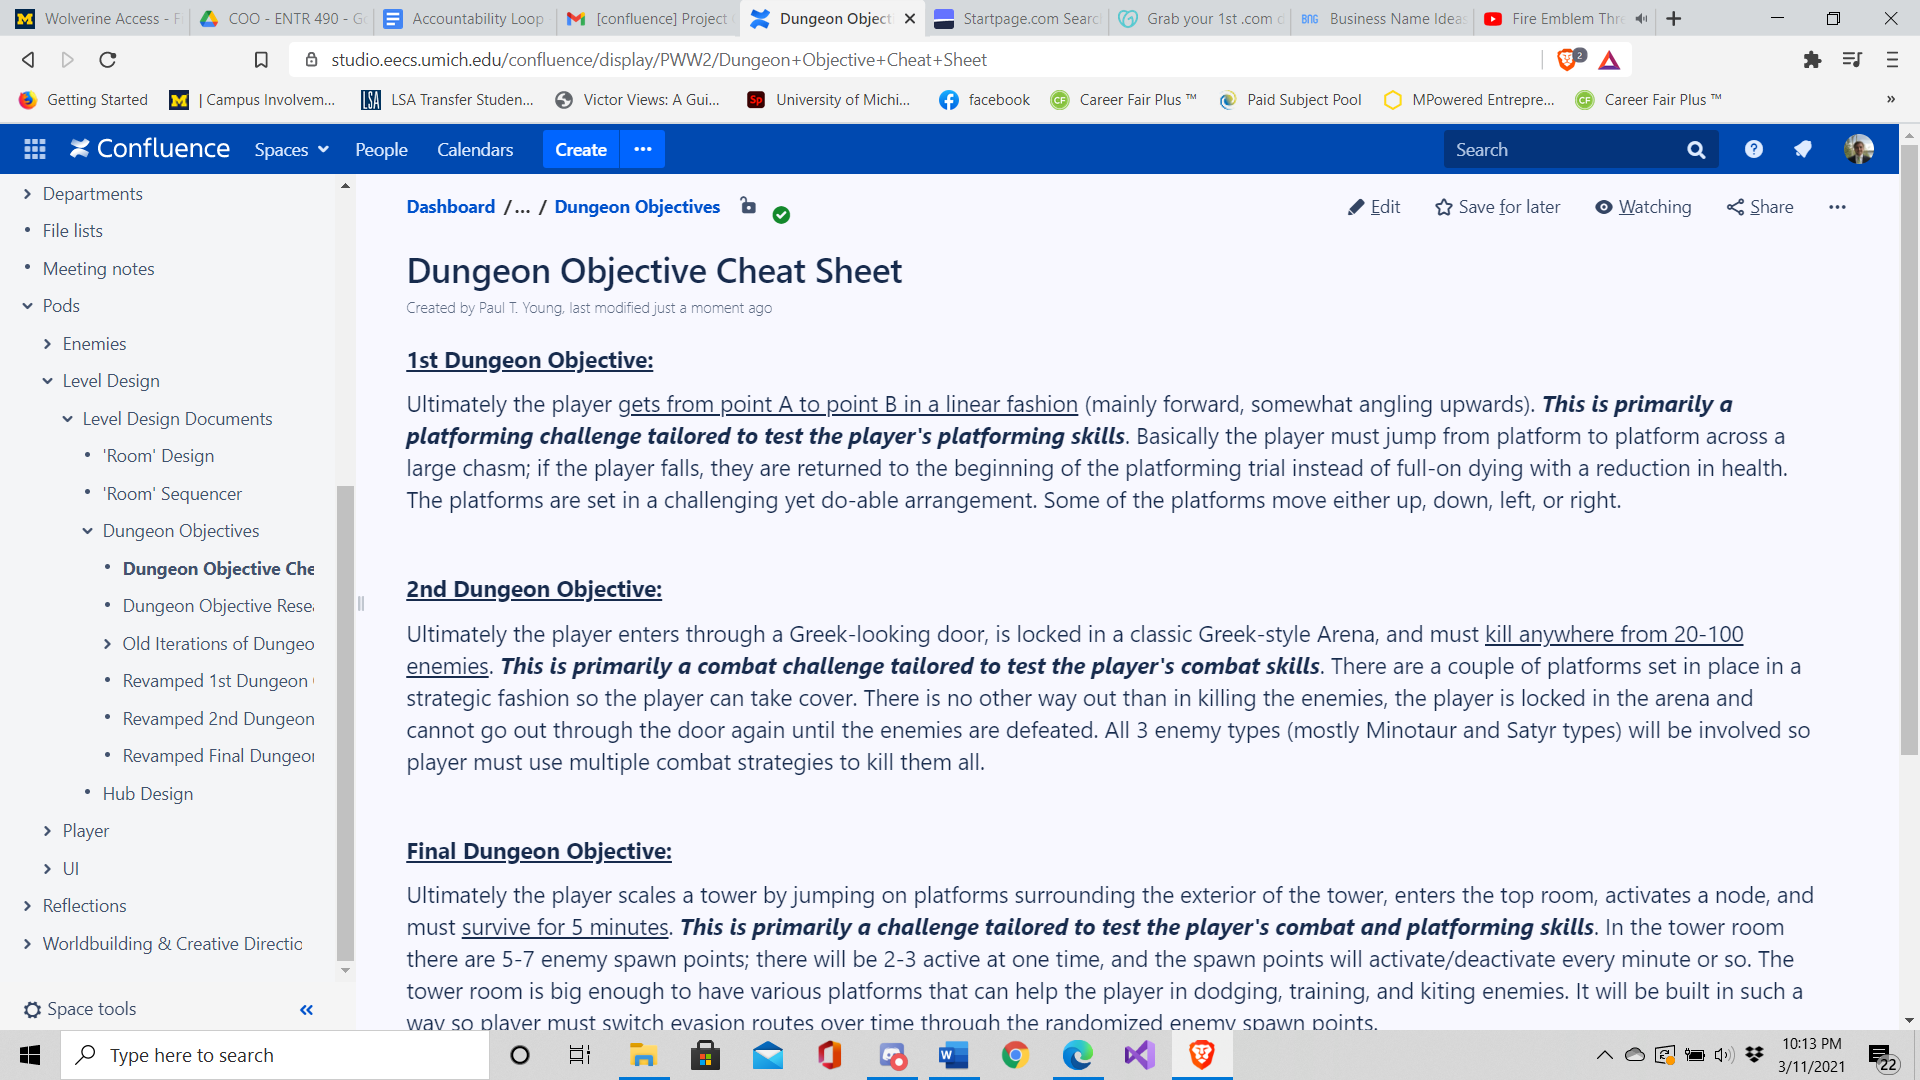 Wolverine Access - F
COO - ENTR 490 - Go
Accountability Loop
[confluence] Project
Dungeon Objecti
Startpage.com Searc
Grab your 1st .com d
BNG Business Name Ideas
Fire Emblem Thre
studio.eecs.umich.edu/confluence/display/PWW2/Dungeon+Objective+Cheat+Sheet
2
Getting Started
| Campus Involvem...
LSA LSA Transfer Studen...
Victor Views: A Gui...
Sp University of Michi...
facebook
CF Career Fair Plus ™
Paid Subject Pool
MPowered Entrepre...
CF Career Fair Plus ™
»
Confluence
Spaces
People
Calendars
Create
···
Search
Departments
File lists
Meeting notes
Pods
Enemies
Level Design
Level Design Documents
'Room' Design
'Room' Sequencer
Dungeon Objectives
Dungeon Objective Che
Dungeon Objective Resea
Old Iterations of Dungeo
Revamped 1st Dungeon
Revamped 2nd Dungeon
Revamped Final Dungeon
Hub Design
Player
UI
Reflections
Worldbuilding & Creative Directio
Space tools
«
Dashboard / ... / Dungeon Objectives
Edit
Save for later
Watching
Share
···
Dungeon Objective Cheat Sheet
Created by Paul T. Young, last modified just a moment ago
1st Dungeon Objective:
Ultimately the player gets from point A to point B in a linear fashion (mainly forward, somewhat angling upwards). This is primarily a
platforming challenge tailored to test the player's platforming skills. Basically the player must jump from platform to platform across a
large chasm; if the player falls, they are returned to the beginning of the platforming trial instead of full-on dying with a reduction in health.
The platforms are set in a challenging yet do-able arrangement. Some of the platforms move either up, down, left, or right.
2nd Dungeon Objective:
Ultimately the player enters through a Greek-looking door, is locked in a classic Greek-style Arena, and must kill anywhere from 20-100
enemies. This is primarily a combat challenge tailored to test the player's combat skills. There are a couple of platforms set in place in a
strategic fashion so the player can take cover. There is no other way out than in killing the enemies, the player is locked in the arena and
cannot go out through the door again until the enemies are defeated. All 3 enemy types (mostly Minotaur and Satyr types) will be involved so
player must use multiple combat strategies to kill them all.
Final Dungeon Objective:
Ultimately the player scales a tower by jumping on platforms surrounding the exterior of the tower, enters the top room, activates a node, and
must survive for 5 minutes. This is primarily a challenge tailored to test the player's combat and platforming skills. In the tower room
there are 5-7 enemy spawn points; there will be 2-3 active at one time, and the spawn points will activate/deactivate every minute or so. The
tower room is big enough to have various platforms that can help the player in dodging, training, and kiting enemies. It will be built in such a
way so player must switch evasion routes over time through the randomized enemy spawn points.
Type here to search
10:13 PM
3/11/2021
22